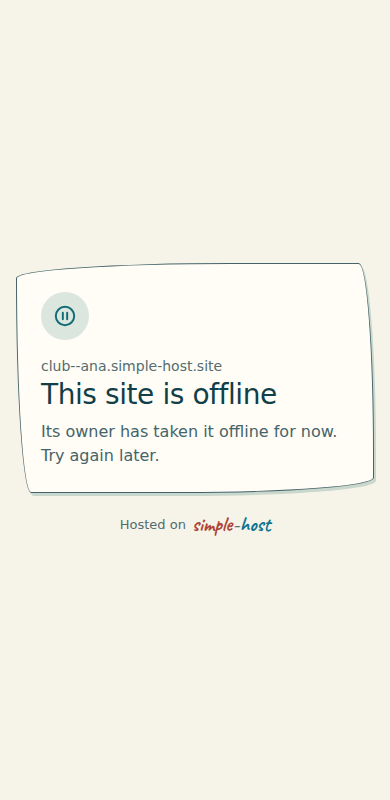 club--ana.simple-host.site
This site is offline
Its owner has taken it offline for now.
Try again later.
Hosted on simple-host